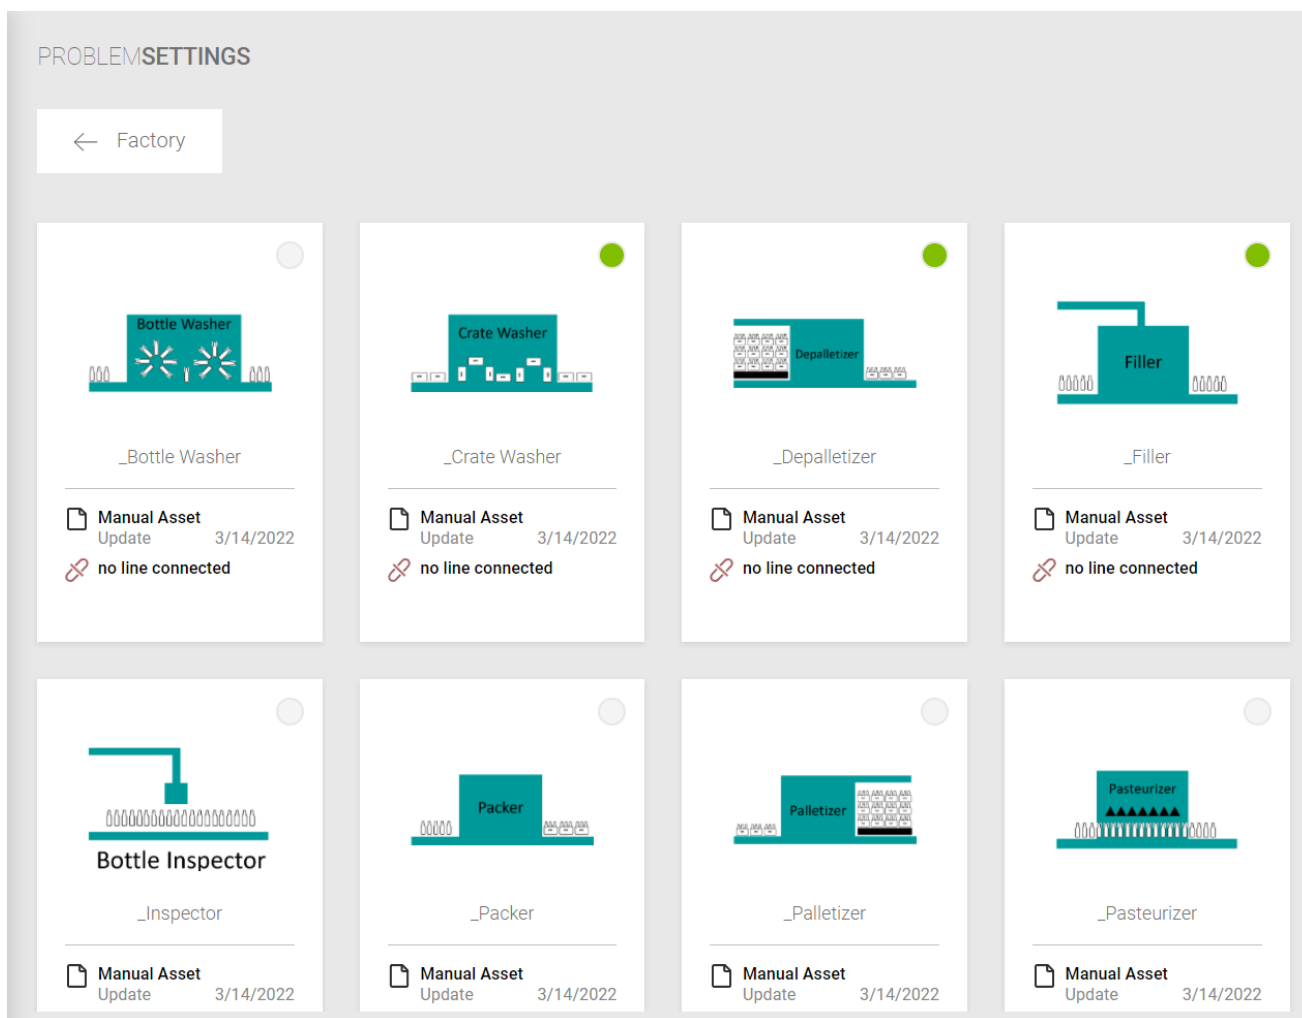 PROBLEMSETTINGS
← Factory
Bottle Washer
_Bottle Washer
Manual Asset
Update 3/14/2022
no line connected
Crate Washer
_Crate Washer
Manual Asset
Update 3/14/2022
no line connected
Depalletizer
_Depalletizer
Manual Asset
Update 3/14/2022
no line connected
Filler
_Filler
Manual Asset
Update 3/14/2022
no line connected
Bottle Inspector
_Inspector
Manual Asset
Update 3/14/2022
Packer
_Packer
Manual Asset
Update 3/14/2022
Palletizer
_Palletizer
Manual Asset
Update 3/14/2022
Pasteurizer
_Pasteurizer
Manual Asset
Update 3/14/2022